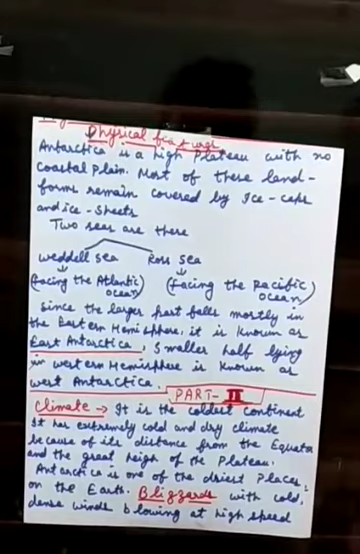 Physical features
Antarctica is a high Plateau with no
Coastal Plain. Most of these land-
forms remain covered by Ice-caps
and ice-sheets
Two seas are there
Weddell Sea Ross Sea
(facing the Atlantic) (facing the pacific)
ocean ocean
Since the larger part falls mostly in
the Eastern Hemisphere, it is known as
East Antarctica, Smaller half lying
in western Hemisphere is known as
west Antarctica.
PART-II
Climate → It is the coldest continent
It has extremely cold and dry climate
because of its distance from the Equator
and the great heigh of the Plateau.
Antarctica is one of the driest Places
on the Earth. Blizzards with cold,
dense winds blowing at high speed